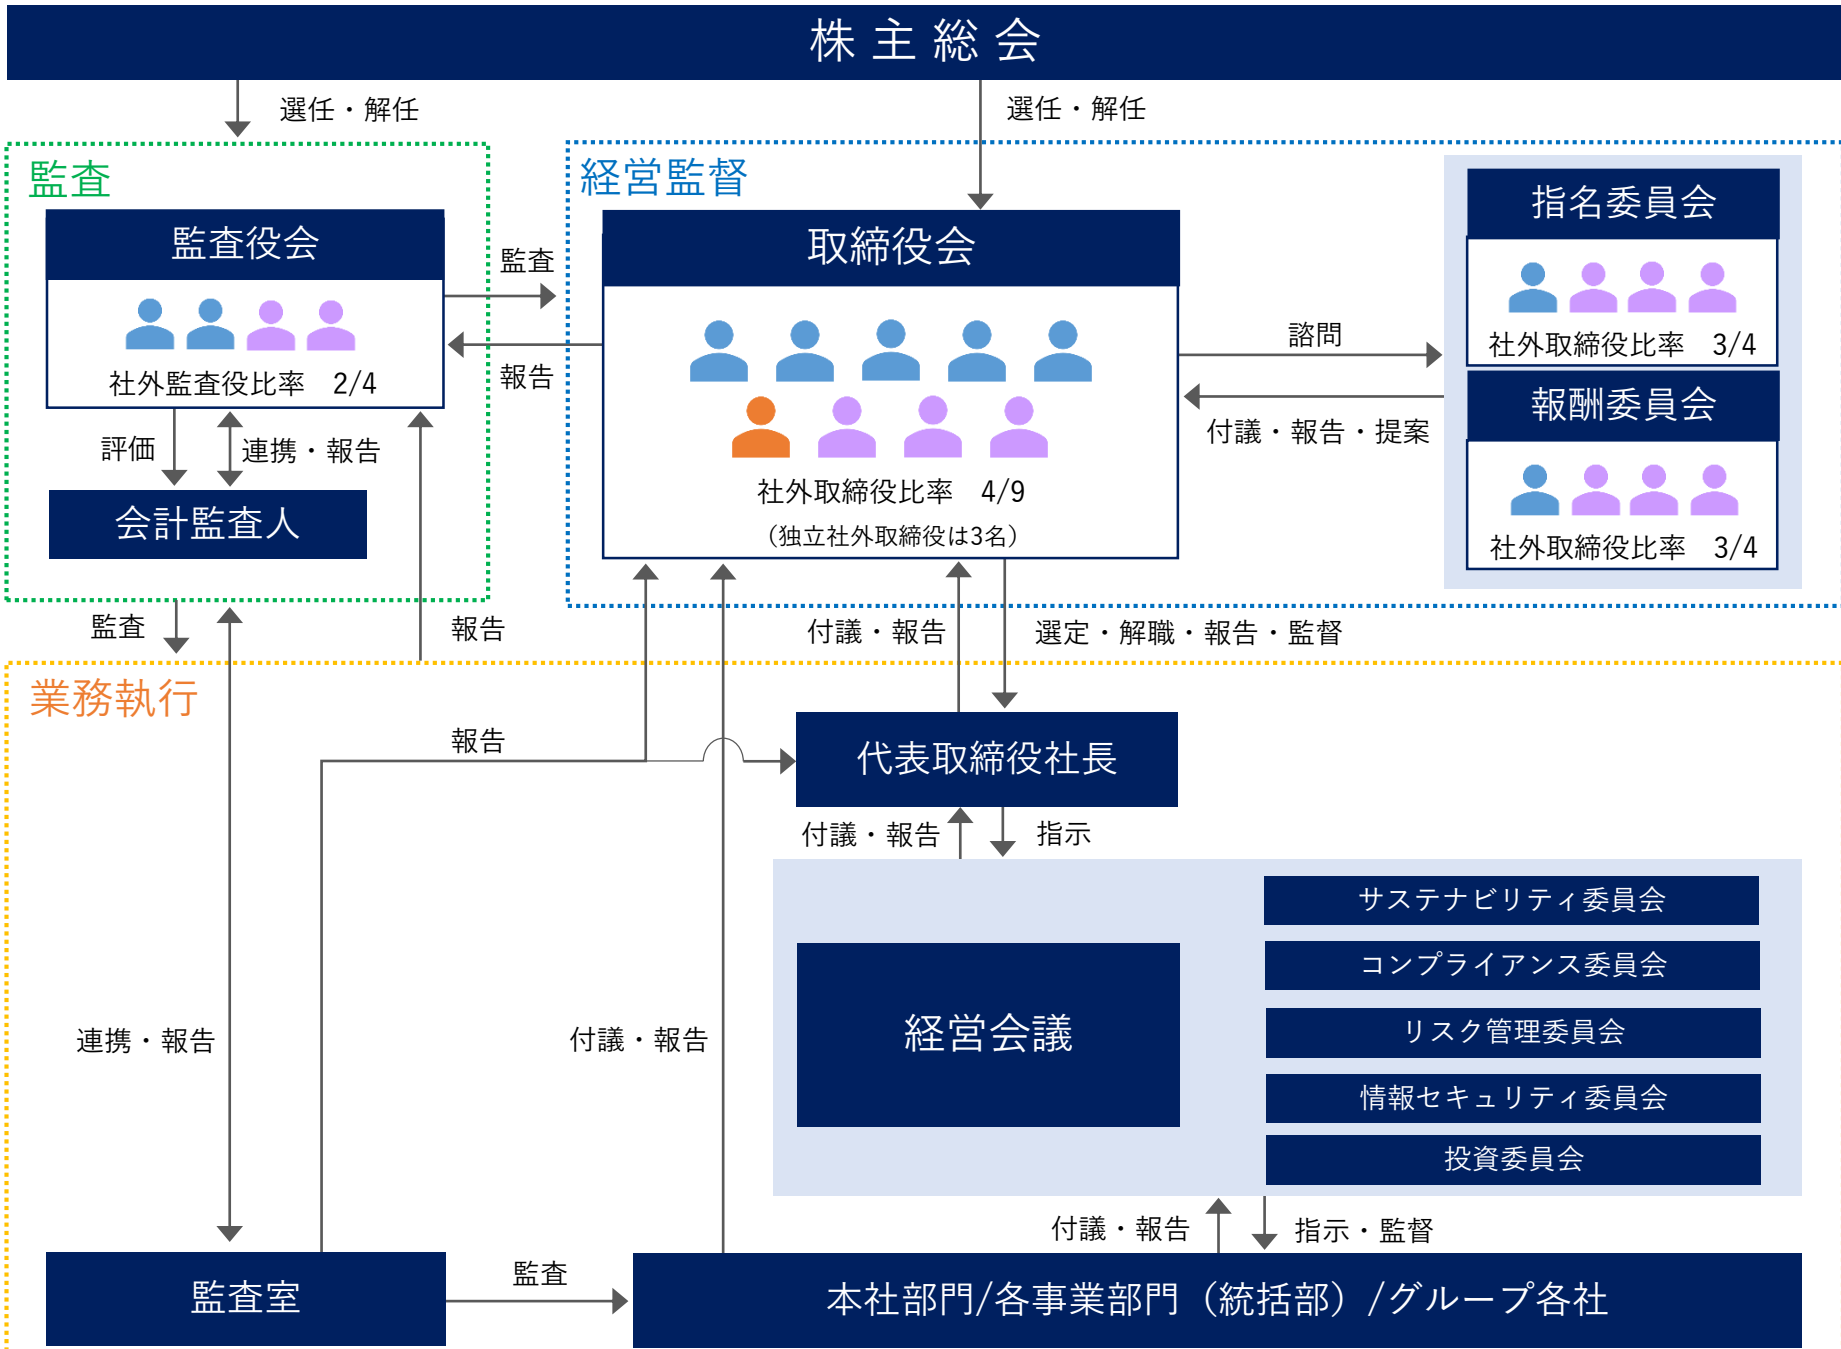 株主総会
選任・解任
選任・解任
監査
監査役会
社外監査役比率 2/4
評価
連携・報告
会計監査人
監査
報告
経営監督
取締役会
社外取締役比率 4/9
（独立社外取締役は3名）
諮問
付議・報告・提案
指名委員会
社外取締役比率 3/4
報酬委員会
社外取締役比率 3/4
監査
報告
付議・報告
選定・解職・報告・監督
業務執行
報告
代表取締役社長
付議・報告
指示
経営会議
サステナビリティ委員会
コンプライアンス委員会
リスク管理委員会
情報セキュリティ委員会
投資委員会
連携・報告
付議・報告
付議・報告
指示・監督
監査室
監査
本社部門/各事業部門（統括部）/グループ各社